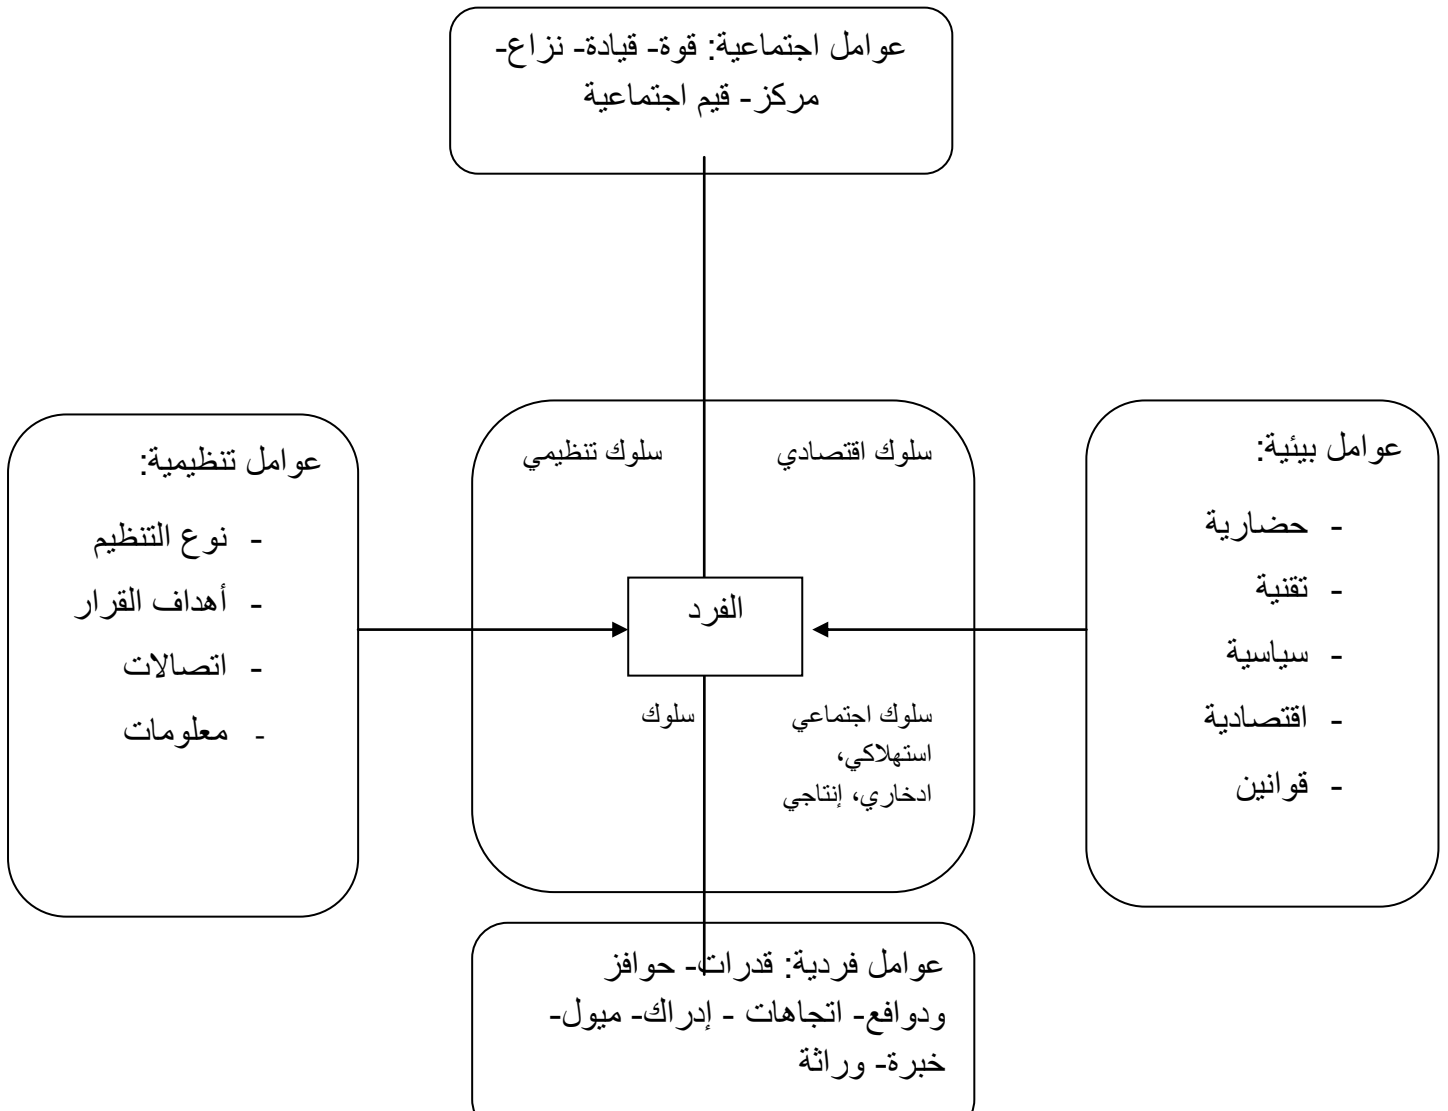 عوامل اجتماعية: قوة- قيادة- نزاع-
مركز- قيم اجتماعية
عوامل بيئية:
- حضارية
- تقنية
- سياسية
- اقتصادية
- قوانين
سلوك اقتصادي
سلوك تنظيمي
الفرد
سلوك اجتماعي
استهلاكي،
ادخاري، إنتاجي
سلوك
عوامل تنظيمية:
- نوع التنظيم
- أهداف القرار
- اتصالات
- معلومات
عوامل فردية: قدرات- حوافز
ودوافع- اتجاهات - إدراك- ميول-
خبرة- وراثة